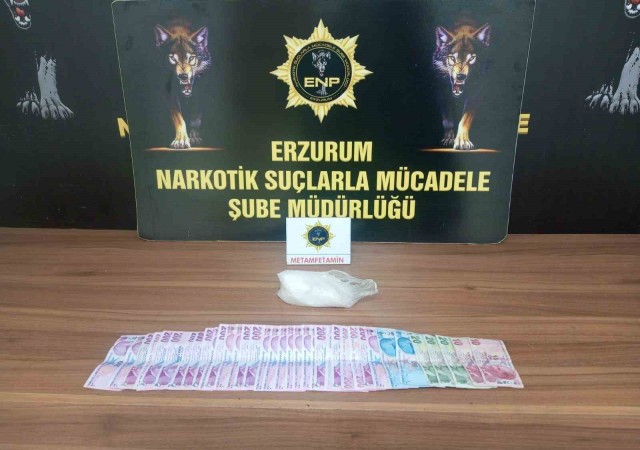 ENP
ERZURUM
NARKOTİK SUÇLARLA MÜCADELE
ŞUBE MÜDÜRLÜĞÜ
METAMFETAMİN